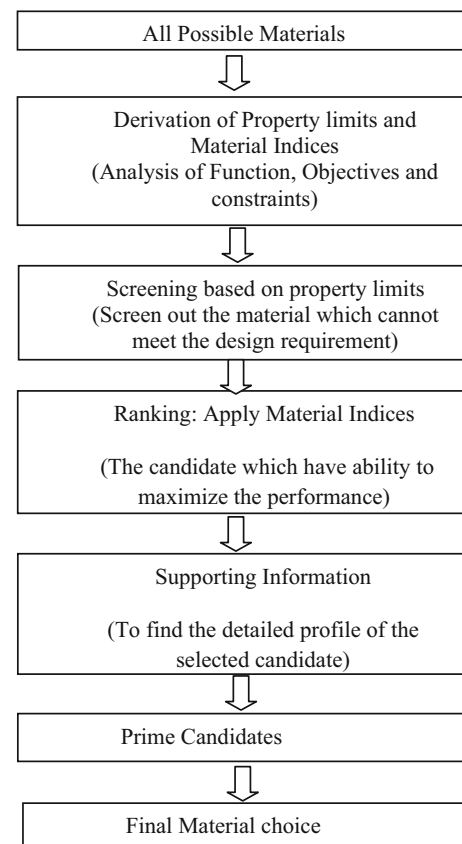 All Possible Materials
Derivation of Property limits and
Material Indices
(Analysis of Function, Objectives and
constraints)
Screening based on property limits
(Screen out the material which cannot
meet the design requirement)
Ranking: Apply Material Indices
(The candidate which have ability to
maximize the performance)
Supporting Information
(To find the detailed profile of the
selected candidate)
Prime Candidates
Final Material choice